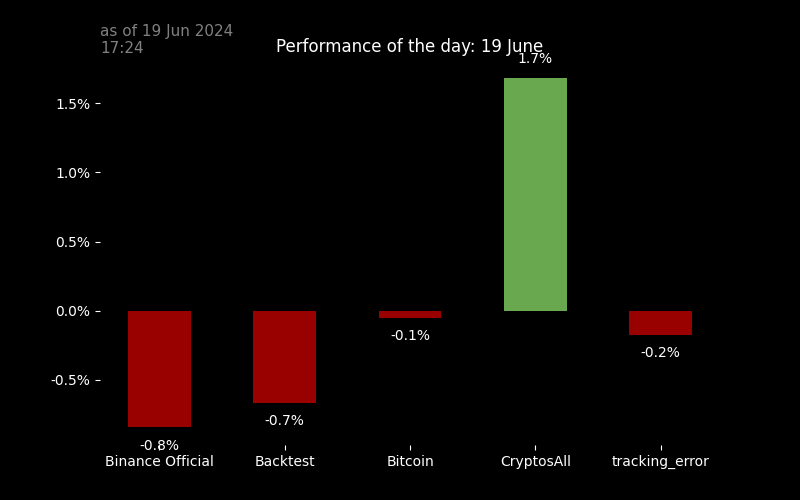 as of 19 Jun 2024
17:24
Performance of the day: 19 June
1.7%
1.5%
1.0%
0.5%
0.0%
-0.5%
-0.1%
-0.2%
-0.7%
-0.8%
Binance Official
Backtest
Bitcoin
CryptosAll
tracking_error